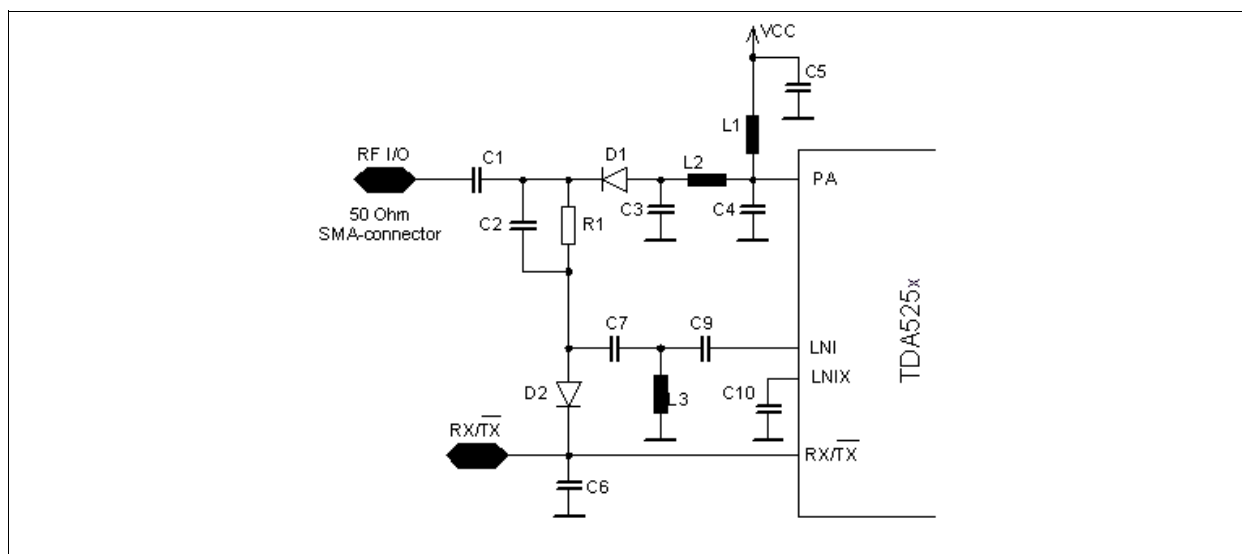 VCC
C5
L1
RF I/O
C1
D1
L2
PA
50 Ohm
SMA-connector
C2
R1
C3
C4
TDA525x
C7
C9
LNI
LNIX
D2
L3
C10
RX/TX
RX/TX
C6